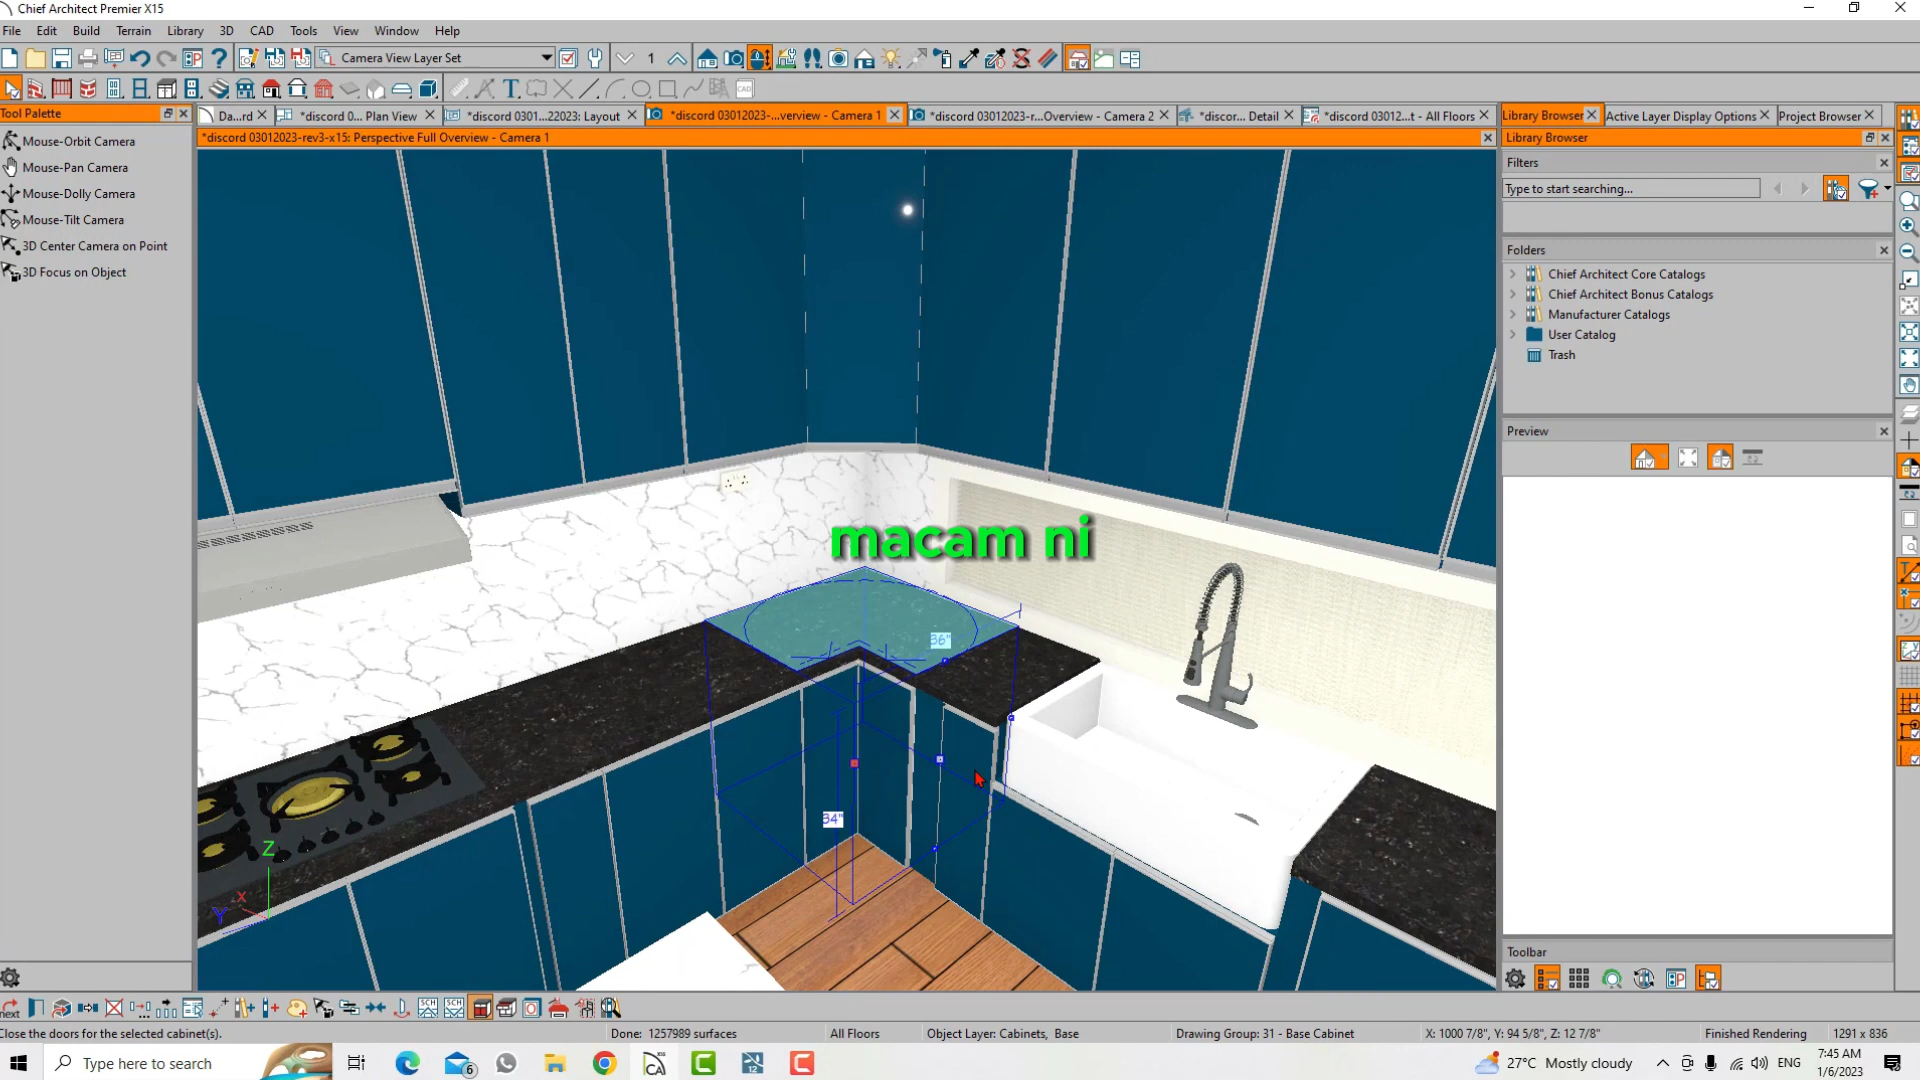 Chief Architect Premier X15
File Edit Build Terrain Library 3D CAD Tools View Window Help
Camera View Layer Set
1
Tool Palette
Da...rd
*discord 0... Plan View
*discord 0301...22023: Layout
*discord 03012023-...verview - Camera 1
*discord 03012023-r...Overview - Camera 2
*discor... Detail
*discord 03012...t - All Floors
Library Browser
Active Layer Display Options
Project Browser
*discord 03012023-rev3-x15: Perspective Full Overview - Camera 1
Library Browser
Mouse-Orbit Camera
Mouse-Pan Camera
Mouse-Dolly Camera
Mouse-Tilt Camera
3D Center Camera on Point
3D Focus on Object
Filters
Type to start searching...
Folders
Chief Architect Core Catalogs
Chief Architect Bonus Catalogs
Manufacturer Catalogs
User Catalog
Trash
Preview
macam ni
36"
34"
Z
X
Y
Toolbar
next
SCH SCH
Close the doors for the selected cabinet(s).
Done: 1257989 surfaces
All Floors
Object Layer: Cabinets, Base
Drawing Group: 31 - Base Cabinet
X: 1000 7/8", Y: 94 5/8", Z: 12 7/8"
Finished Rendering
1291 x 836
Type here to search
6
CA
12
27°C Mostly cloudy
ENG
7:45 AM
1/6/2023